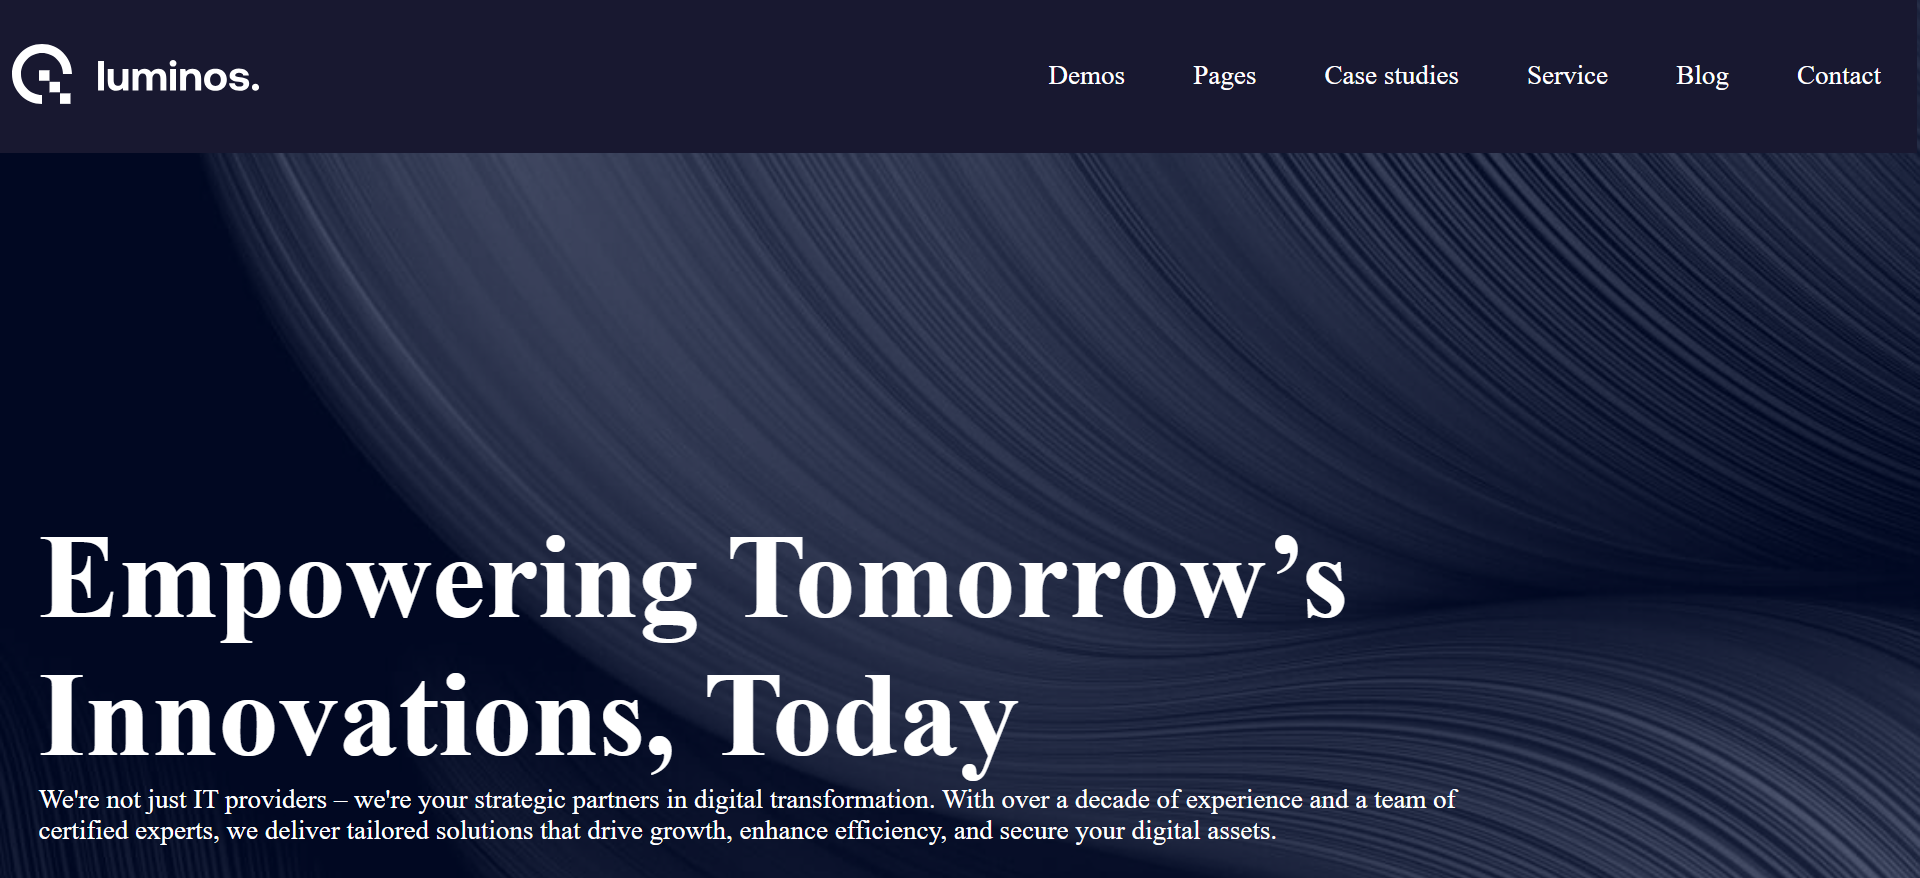 luminos.
Demos Pages Case studies Service Blog Contact
Empowering Tomorrow’s
Innovations, Today
We're not just IT providers – we're your strategic partners in digital transformation. With over a decade of experience and a team of
certified experts, we deliver tailored solutions that drive growth, enhance efficiency, and secure your digital assets.